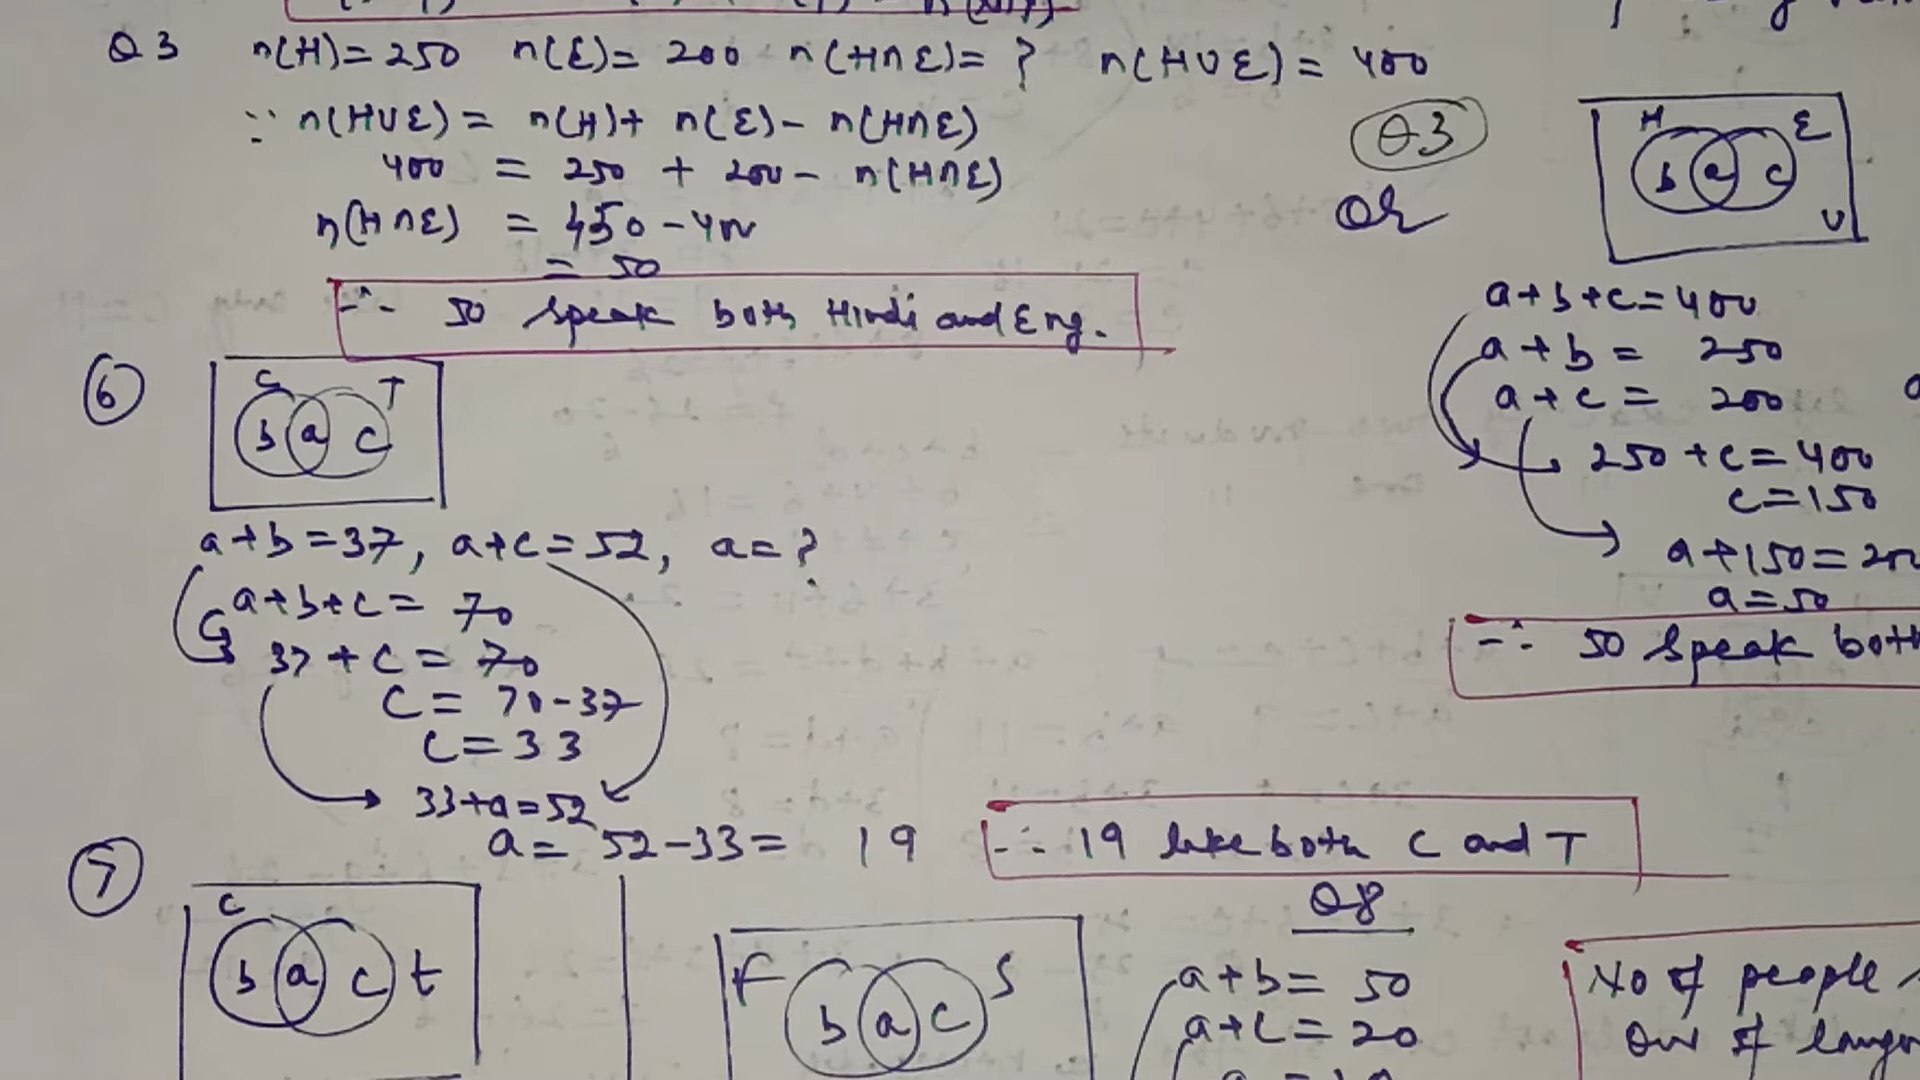 Q3 n(H)=250 n(E)= 200 n(H∩E)= ? n(H∪E) = 400
∵ n(H∪E) = n(H)+ n(E)- n(H∩E)
400 = 250 + 200- n(H∩E)
n(H∩E) = 450-400
= 50
∴ 50 speak both Hindi and Eng.
Q3
Or
H E
b a c
U
a+b+c=400
a+b= 250
a+c= 200
250+c=400
c=150
a+150=200
a=50
∴ 50 speak both
6
C T
b a c
a+b=37, a+c=52, a=?
a+b+c= 70
37+c= 70
c= 70-37
c=33
33+a=52
a= 52-33= 19
∴ 19 like both C and T
7
C
b a c t
F S
b a c
Q8
a+b= 50
a+c=20
No of people